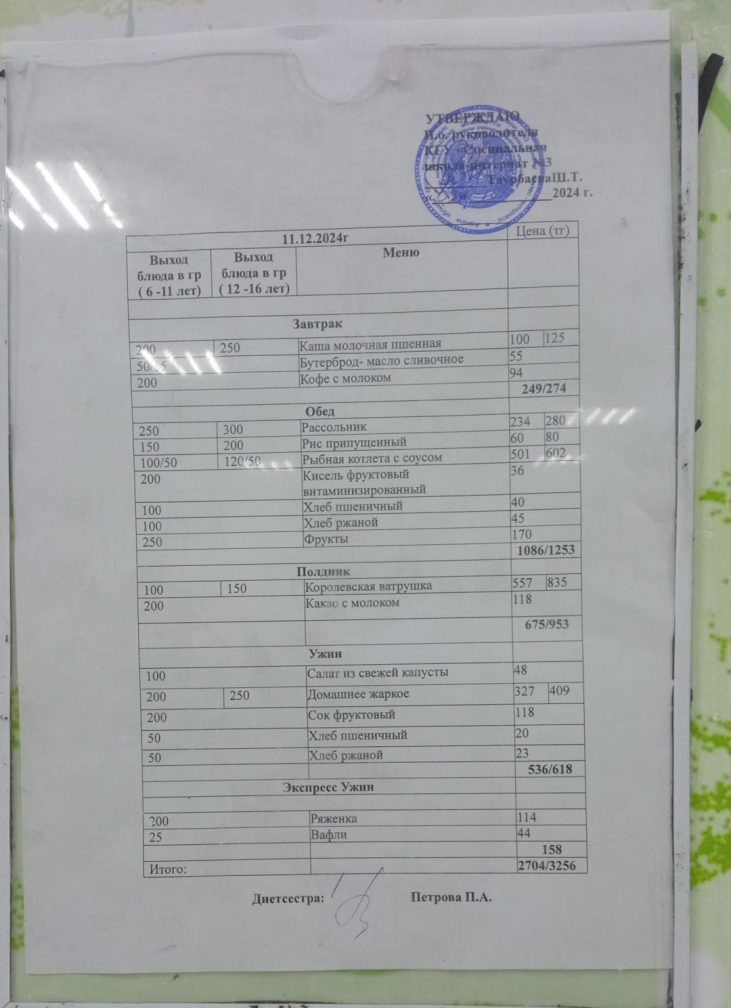 УТВЕРЖДАЮ
И.о. руководителя
КГУ «Специальная
школа-интернат №3
ТаурбаеваШ.Т.
2024 г.
11.12.2024г Цена (тг)
Выход блюда в гр ( 6 -11 лет) Выход блюда в гр ( 12 -16 лет) Меню
Завтрак
200 250 Каша молочная пшенная 100 125
50/25 Бутерброд- масло сливочное 55
200 Кофе с молоком 94
249/274
Обед
250 300 Рассольник 234 280
150 200 Рис припущенный 60 80
100/50 120/50 Рыбная котлета с соусом 501 602
200 Кисель фруктовый 36
витаминизированный
100 Хлеб пшеничный 40
100 Хлеб ржаной 45
250 Фрукты 170
1086/1253
Полдник
100 150 Королевская ватрушка 557 835
200 Какао с молоком 118
675/953
Ужин
100 Салат из свежей капусты 48
200 250 Домашнее жаркое 327 409
200 Сок фруктовый 118
50 Хлеб пшеничный 20
50 Хлеб ржаной 23
536/618
Экспресс Ужин
200 Ряженка 114
25 Вафли 44
158
Итого: 2704/3256
Диетсестра: Петрова П.А.